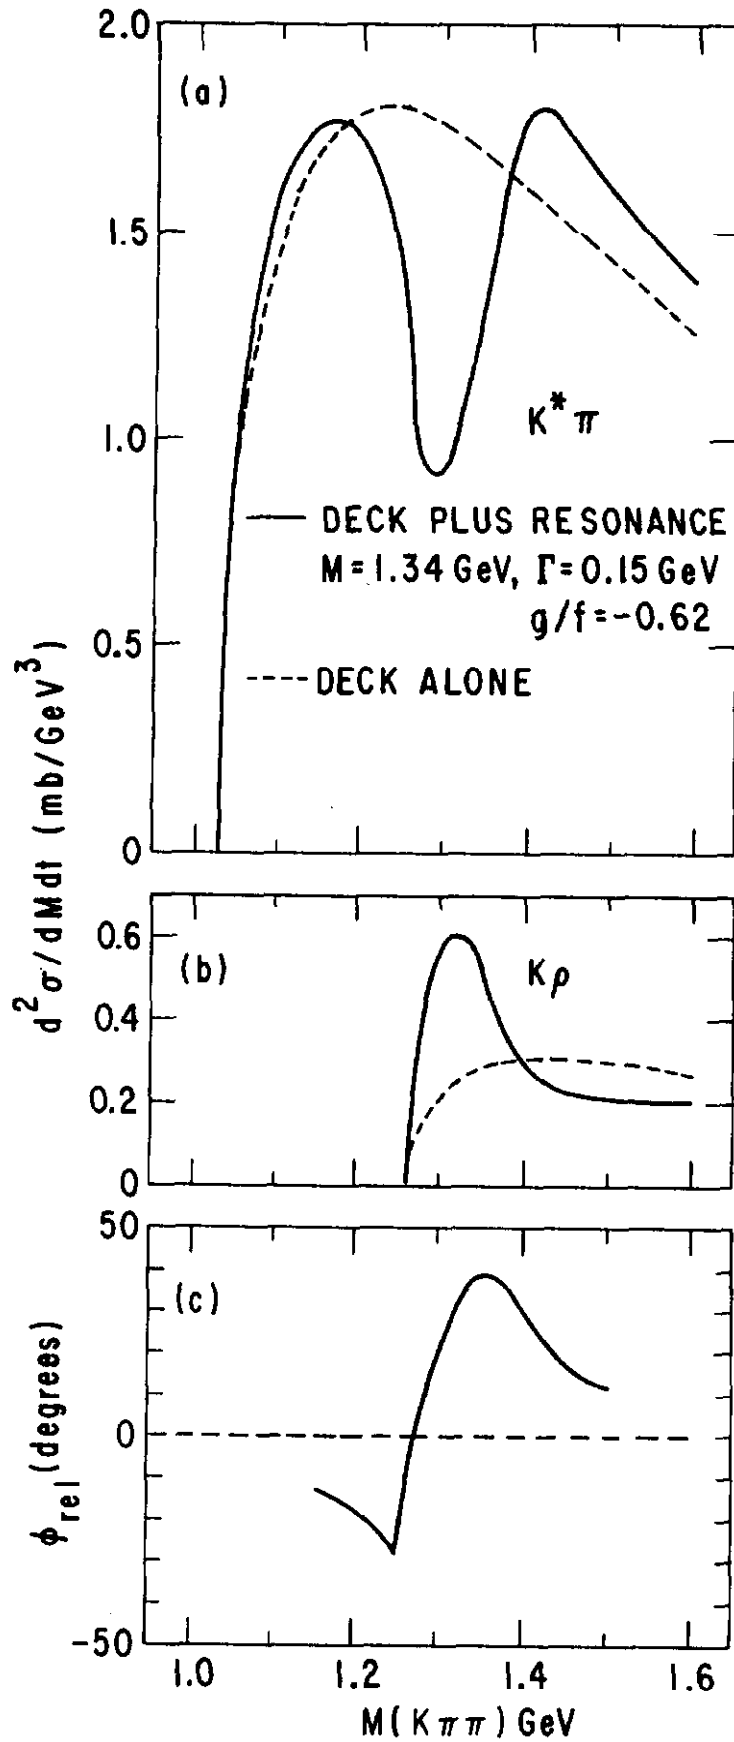 2.0
(a)
1.5
1.0
K*π
DECK PLUS RESONANCE
M=1.34 GeV, Γ=0.15 GeV
g/f=-0.62
0.5
DECK ALONE
0
d²σ/dMdt (mb/GeV³)
0.6
(b)
Kρ
0.4
0.2
0
50
(c)
0
ϕrel (degrees)
-50
1.0 1.2 1.4 1.6
M(Kππ) GeV